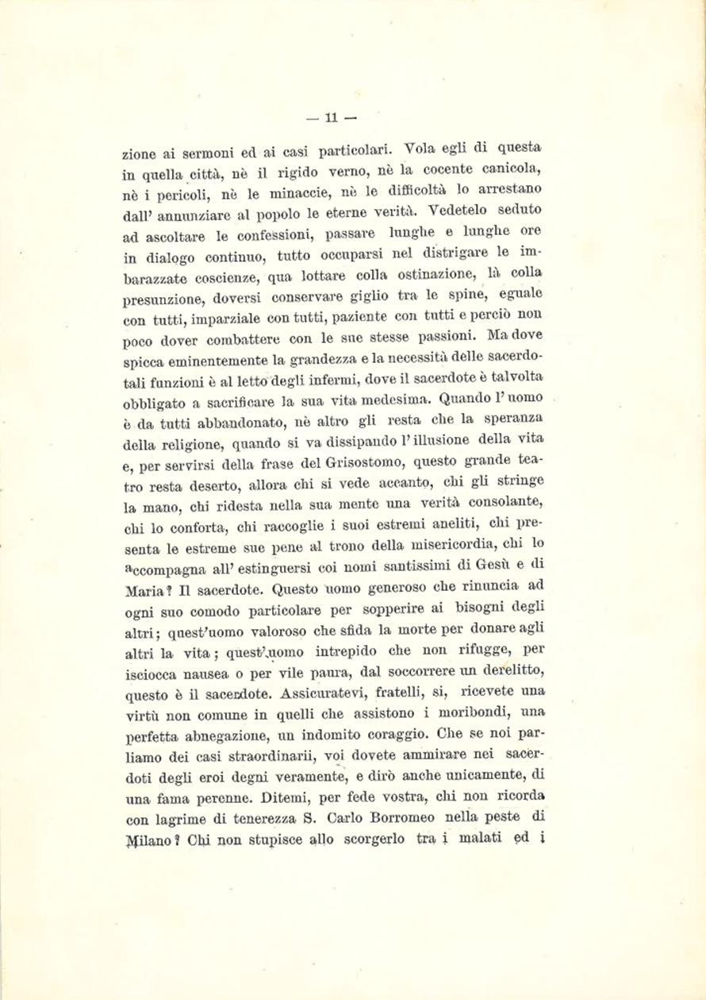 — 11 —
zione ai sermoni ed ai casi particolari. Vola egli di questa
in quella città, nè il rigido verno, nè la cocente canicola,
nè i pericoli, nè le minaccie, nè le difficoltà lo arrestano
dall' annunziare al popolo le eterne verità. Vedetelo seduto
ad ascoltare le confessioni, passare lunghe e lunghe ore
in dialogo continuo, tutto occuparsi nel distrigare le im-
barazzate coscienze, qua lottare colla ostinazione, là colla
presunzione, doversi conservare giglio tra le spine, eguale
con tutti, imparziale con tutti, paziente con tutti e perciò non
poco dover combattere con le sue stesse passioni. Ma dove
spicca eminentemente la grandezza e la necessità delle sacerdo-
tali funzioni è al letto degli infermi, dove il sacerdote è talvolta
obbligato a sacrificare la sua vita medesima. Quando l' uomo
è da tutti abbandonato, nè altro gli resta che la speranza
della religione, quando si va dissipando l' illusione della vita
e, per servirsi della frase del Grisostomo, questo grande tea-
tro resta deserto, allora chi si vede accanto, chi gli stringe
la mano, chi ridesta nella sua mente una verità consolante,
chi lo conforta, chi raccoglie i suoi estremi aneliti, chi pre-
senta le estreme sue pene al trono della misericordia, chi lo
accompagna all' estinguersi coi nomi santissimi di Gesù e di
Maria? Il sacerdote. Questo uomo generoso che rinuncia ad
ogni suo comodo particolare per sopperire ai bisogni degli
altri; quest'uomo valoroso che sfida la morte per donare agli
altri la vita; quest'uomo intrepido che non rifugge, per
isciocca nausea o per vile paura, dal soccorrere un derelitto,
questo è il sacerdote. Assicuratevi, fratelli, si, ricevete una
virtù non comune in quelli che assistono i moribondi, una
perfetta abnegazione, un indomito coraggio. Che se noi par-
liamo dei casi straordinarii, voi dovete ammirare nei sacer-
doti degli eroi degni veramente, e dirò anche unicamente, di
una fama perenne. Ditemi, per fede vostra, chi non ricorda
con lagrime di tenerezza S. Carlo Borromeo nella peste di
Milano? Chi non stupisce allo scorgerlo tra i malati ed i